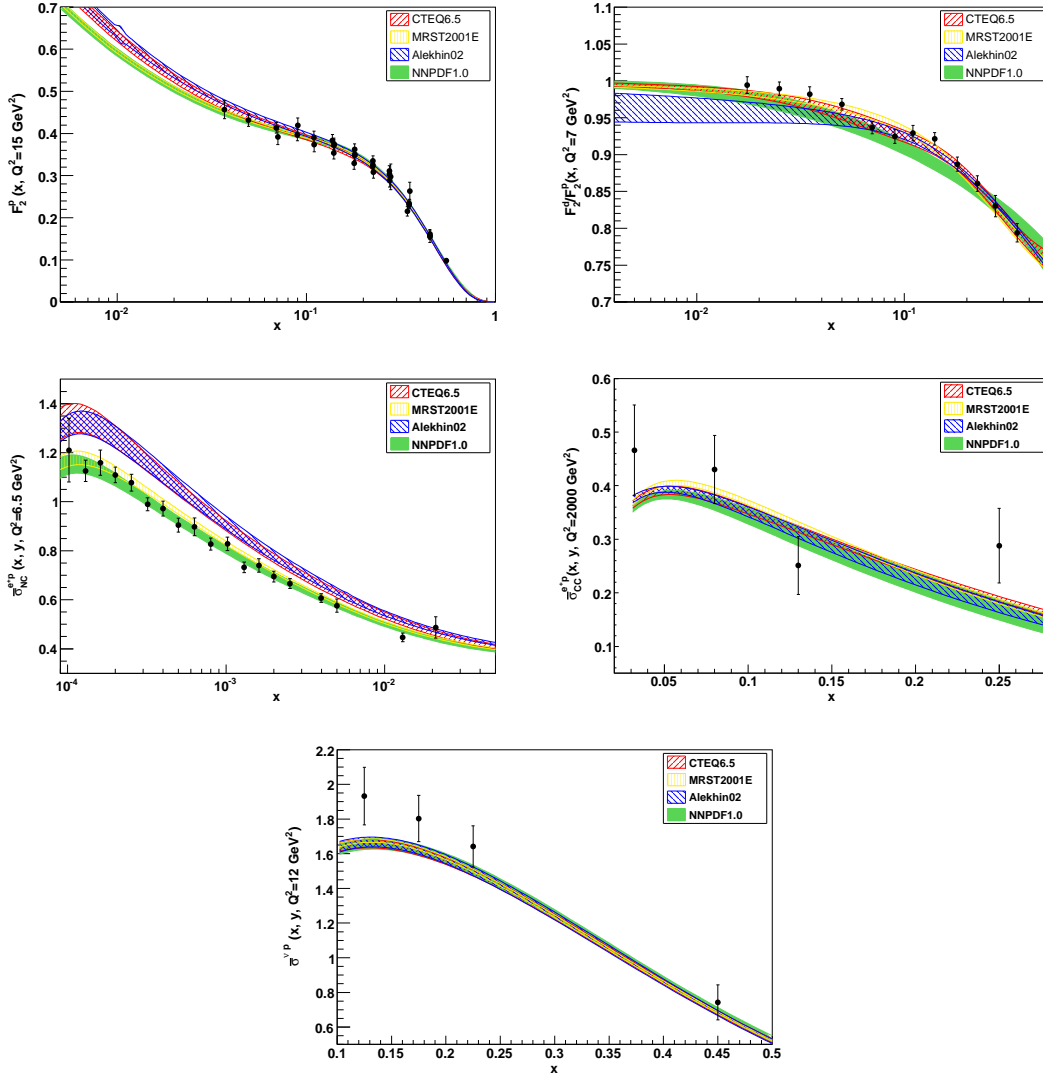 CTEQ6.5
MRST2001E
Alekhin02
NNPDF1.0
F₂ᵖ (x, Q²=15 GeV²)
0.7
0.6
0.5
0.4
0.3
0.2
0.1
0
10⁻²
10⁻¹
1
x
CTEQ6.5
MRST2001E
Alekhin02
NNPDF1.0
F₂ᵈ/F₂ᵖ(x, Q²=7 GeV²)
1.1
1.05
1
0.95
0.9
0.85
0.8
0.75
0.7
10⁻²
10⁻¹
x
CTEQ6.5
MRST2001E
Alekhin02
NNPDF1.0
σ̅_NC^e⁺p (x, y, Q²=6.5 GeV²)
1.4
1.2
1
0.8
0.6
0.4
10⁻⁴
10⁻³
10⁻²
x
CTEQ6.5
MRST2001E
Alekhin02
NNPDF1.0
σ̅_CC^e⁺p (x, y, Q²=2000 GeV²)
0.6
0.5
0.4
0.3
0.2
0.1
0.05
0.1
0.15
0.2
0.25
x
CTEQ6.5
MRST2001E
Alekhin02
NNPDF1.0
σ̅^ν p (x, y, Q²=12 GeV²)
2.2
2
1.8
1.6
1.4
1.2
1
0.8
0.6
0.1
0.15
0.2
0.25
0.3
0.35
0.4
0.45
0.5
x